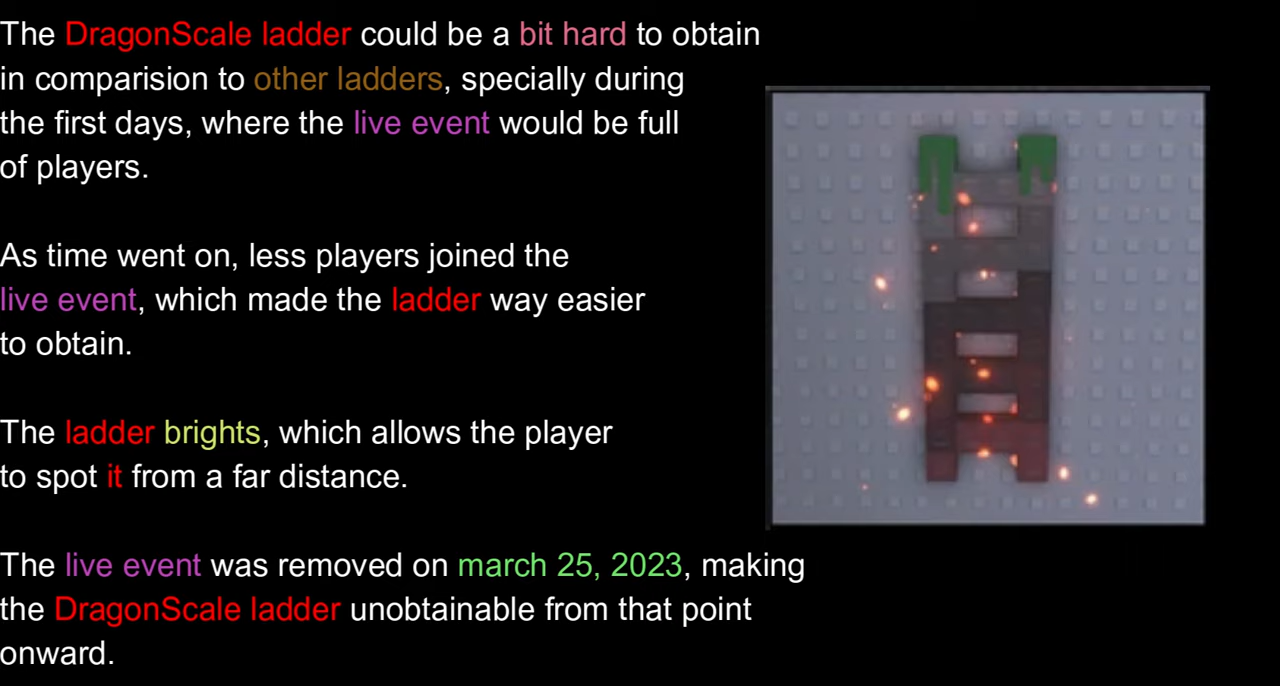 The DragonScale ladder could be a bit hard to obtain
in comparision to other ladders, specially during
the first days, where the live event would be full
of players.
As time went on, less players joined the
live event, which made the ladder way easier
to obtain.
The ladder brights, which allows the player
to spot it from a far distance.
The live event was removed on march 25, 2023, making
the DragonScale ladder unobtainable from that point
onward.